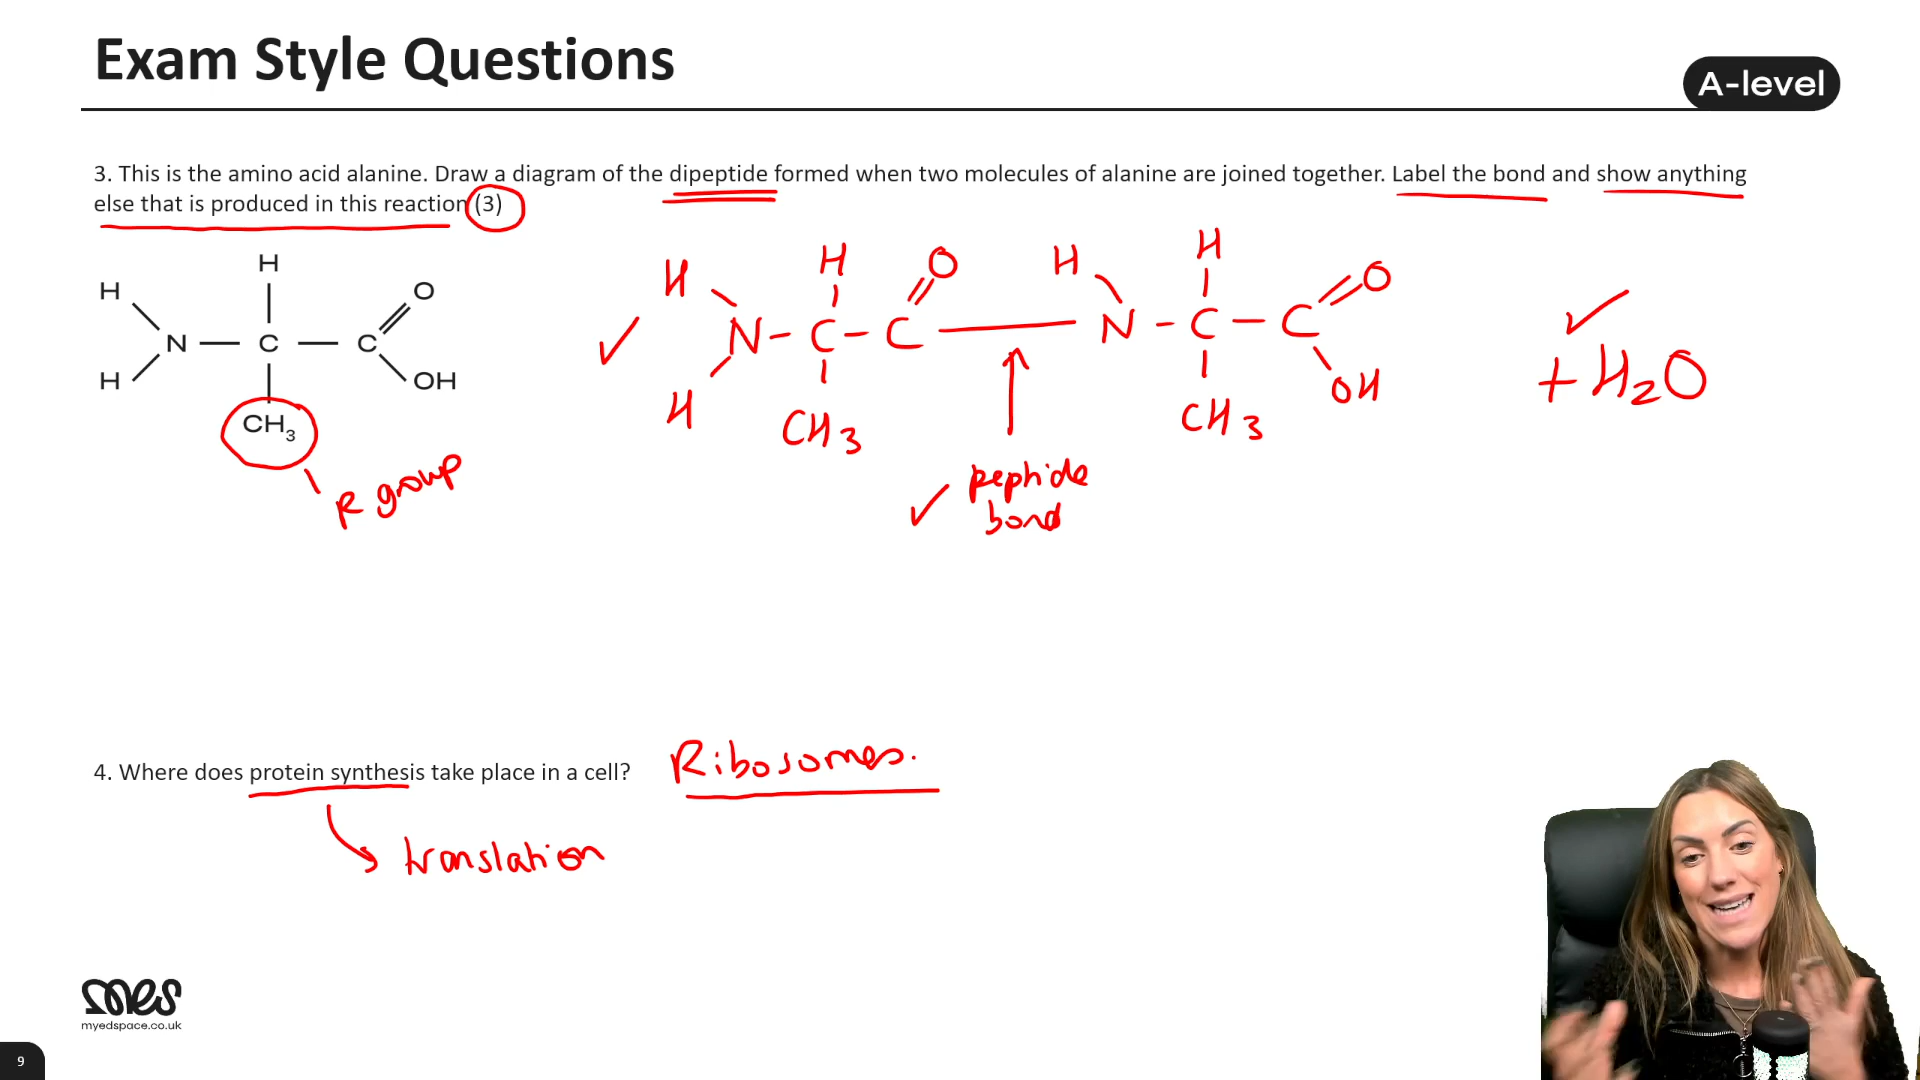 Exam Style Questions
A-level
3. This is the amino acid alanine. Draw a diagram of the dipeptide formed when two molecules of alanine are joined together. Label the bond and show anything
else that is produced in this reaction (3)
H
H O
N C C
H OH
CH₃
R group
H H O H H O
N - C - C — N - C - C
H CH₃ CH₃ OH
peptide
bond
+ H₂O
4. Where does protein synthesis take place in a cell? Ribosomes.
translation
mes
myedspace.co.uk
9